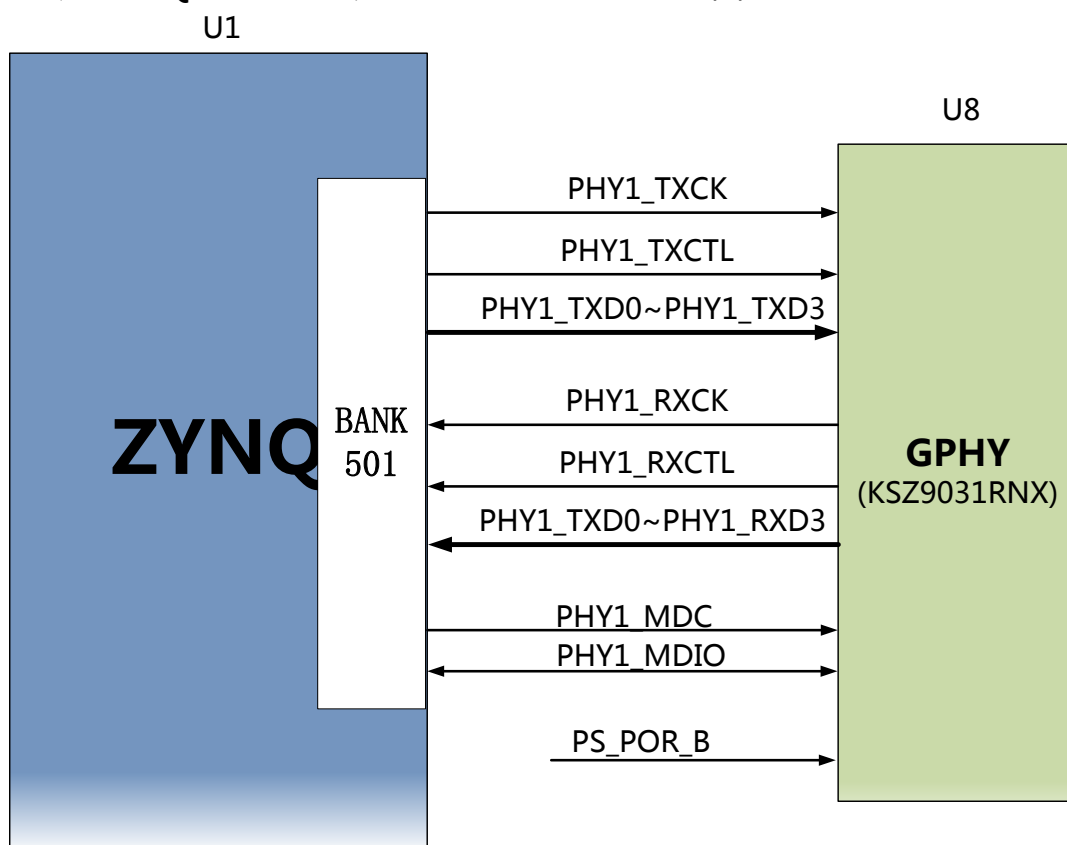 U1
U8
PHY1_TXCK
PHY1_TXCTL
PHY1_TXD0~PHY1_TXD3
PHY1_RXCK
PHY1_RXCTL
PHY1_TXD0~PHY1_RXD3
PHY1_MDC
PHY1_MDIO
PS_POR_B
ZYNQ
BANK
501
GPHY
(KSZ9031RNX)